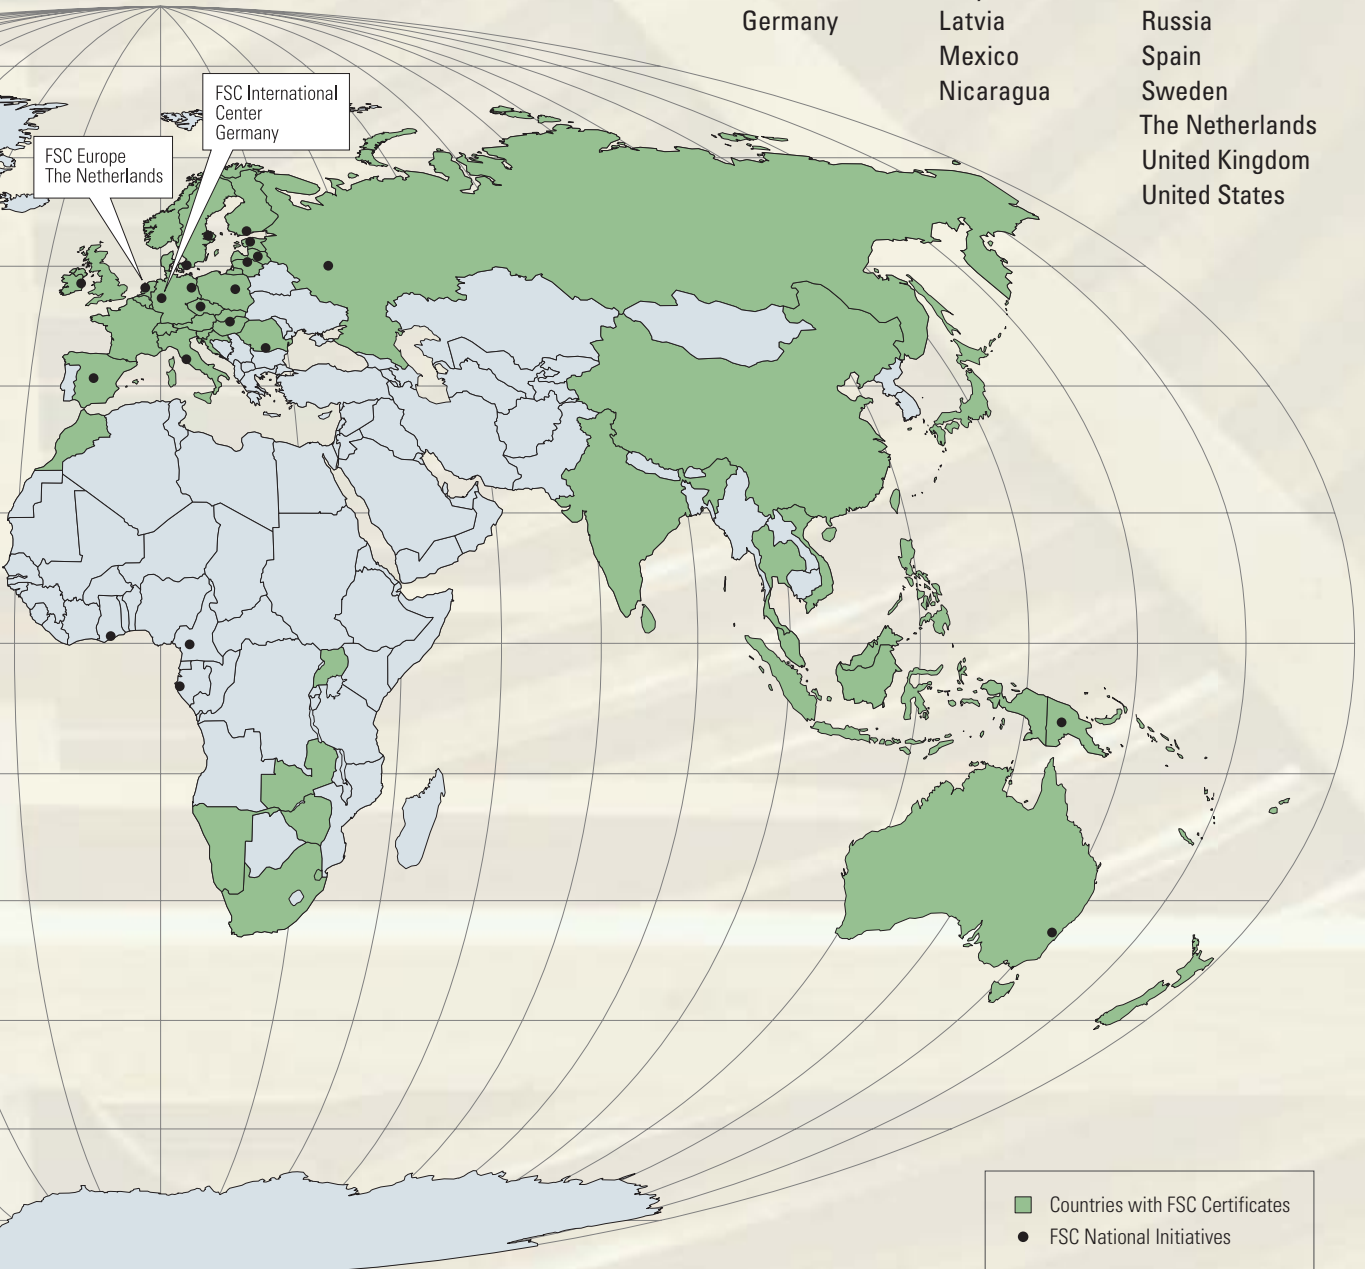 Germany
Latvia
Mexico
Nicaragua
Russia
Spain
Sweden
The Netherlands
United Kingdom
United States
FSC International
Center
Germany
FSC Europe
The Netherlands
Countries with FSC Certificates
FSC National Initiatives